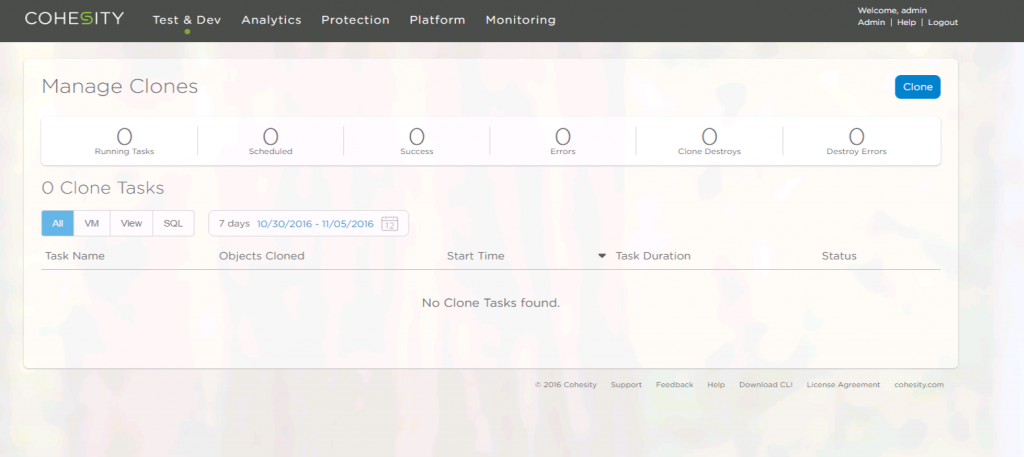 COHESITY Test & Dev Analytics Protection Platform Monitoring
Welcome, admin
Admin | Help | Logout
Manage Clones
Clone
0 0 0 0 0 0
Running Tasks Scheduled Success Errors Clone Destroys Destroy Errors
0 Clone Tasks
All VM View SQL 7 days 10/30/2016 - 11/05/2016 12
Task Name Objects Cloned Start Time Task Duration Status
No Clone Tasks found.
© 2016 Cohesity Support Feedback Help Download CLI License Agreement cohesity.com